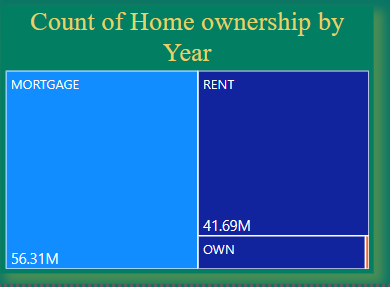 Count of Home ownership by
Year
MORTGAGE
RENT
56.31M
41.69M
OWN